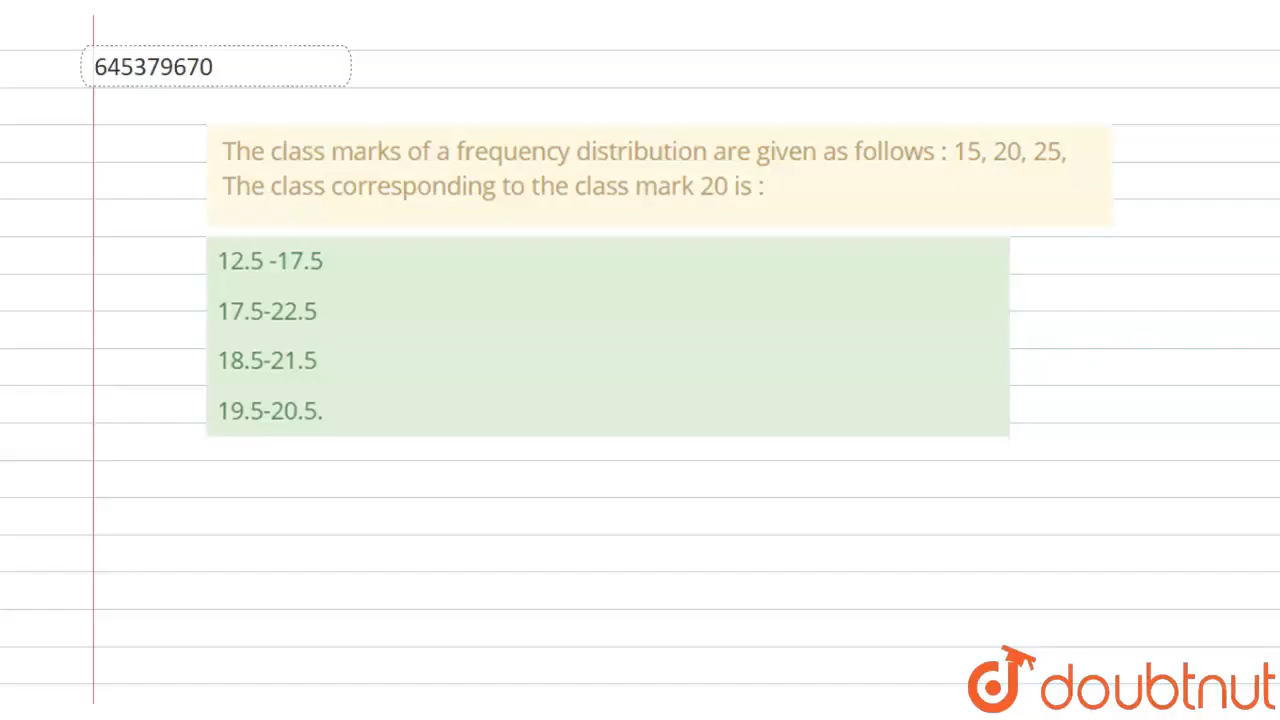 645379670
The class marks of a frequency distribution are given as follows : 15, 20, 25,
The class corresponding to the class mark 20 is :
12.5 -17.5
17.5-22.5
18.5-21.5
19.5-20.5.
doubtnut